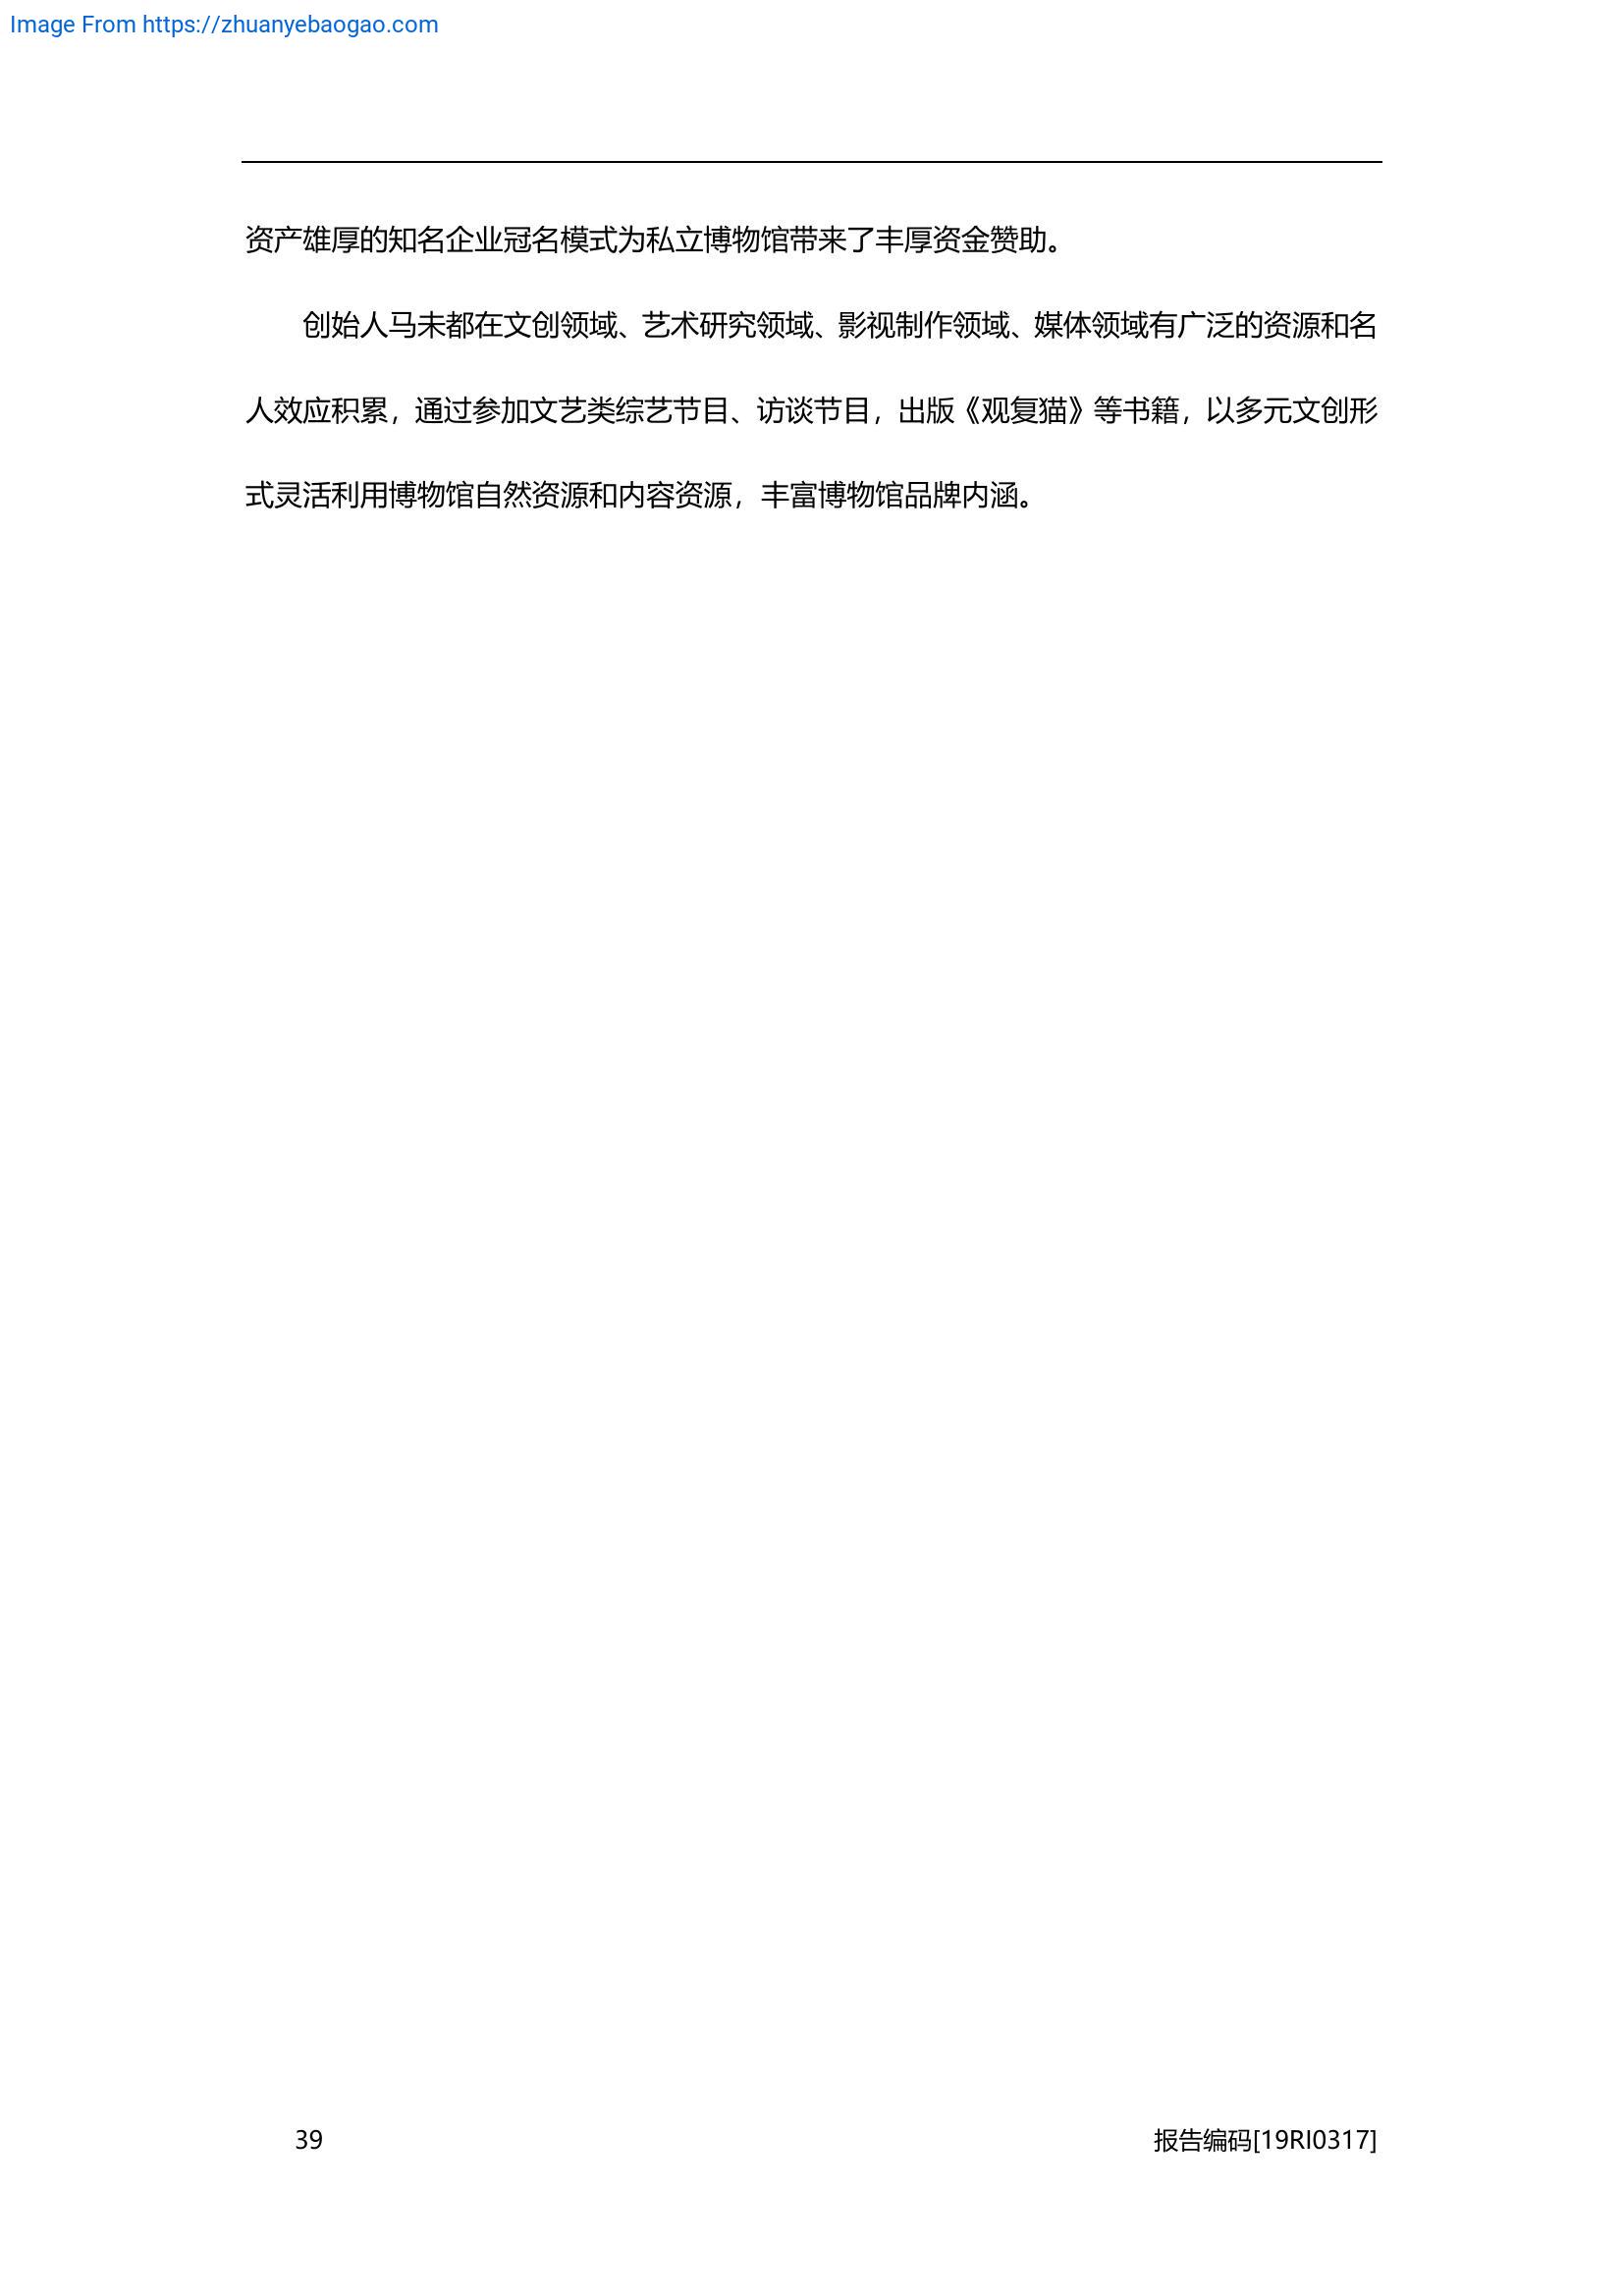 Image From https://zhuanyebaogao.com
资产雄厚的知名企业冠名模式为私立博物馆带来了丰厚资金赞助。
创始人马未都在文创领域、艺术研究领域、影视制作领域、媒体领域有广泛的资源和名
人效应积累，通过参加文艺类综艺节目、访谈节目，出版《观复猫》等书籍，以多元文创形
式灵活利用博物馆自然资源和内容资源，丰富博物馆品牌内涵。
39
报告编码[19RI0317]